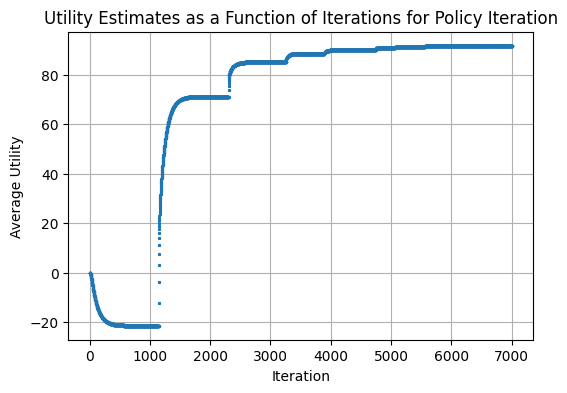 Utility Estimates as a Function of Iterations for Policy Iteration
Average Utility
80
60
40
20
0
−20
0 1000 2000 3000 4000 5000 6000 7000
Iteration